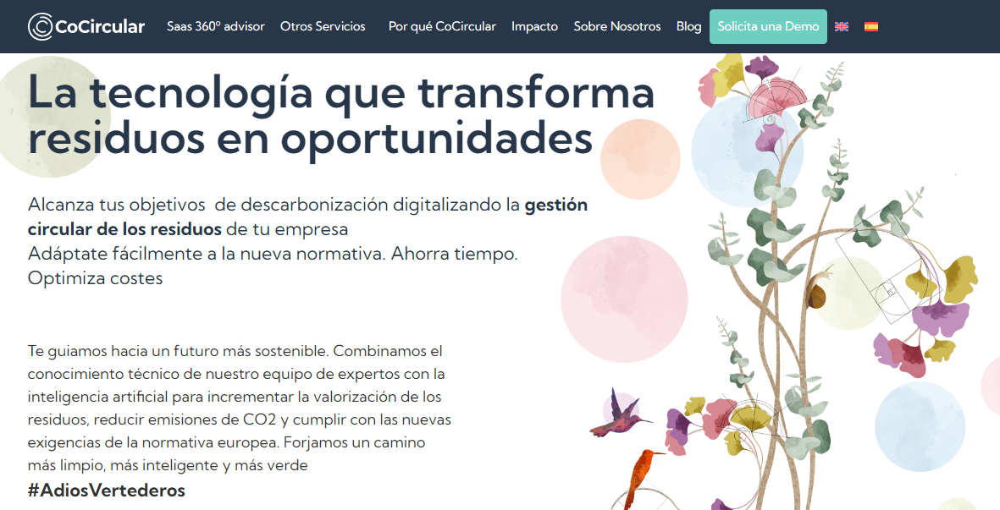 CoCircular
Saas 360º advisor
Otros Servicios
Por qué CoCircular
Impacto
Sobre Nosotros
Blog
Solicita una Demo
La tecnología que transforma
residuos en oportunidades
Alcanza tus objetivos de descarbonización digitalizando la gestión
circular de los residuos de tu empresa
Adáptate fácilmente a la nueva normativa. Ahorra tiempo.
Optimiza costes
Te guiamos hacia un futuro más sostenible. Combinamos el
conocimiento técnico de nuestro equipo de expertos con la
inteligencia artificial para incrementar la valorización de los
residuos, reducir emisiones de CO2 y cumplir con las nuevas
exigencias de la normativa europea. Forjamos un camino
más limpio, más inteligente y más verde
#AdiosVertederos